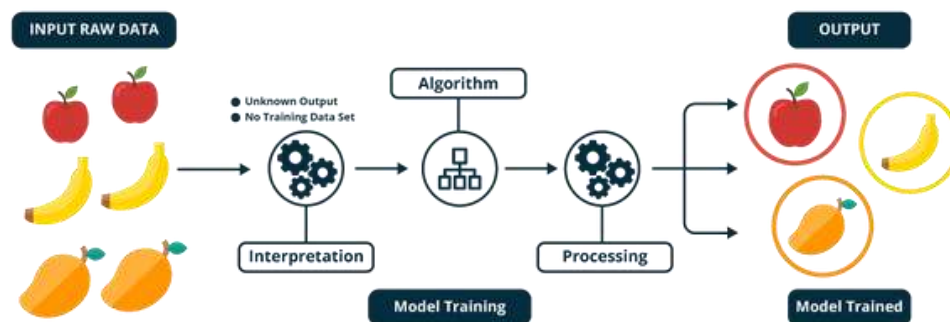 INPUT RAW DATA
OUTPUT
Algorithm
Unknown Output
No Training Data Set
Interpretation
Processing
Model Training
Model Trained